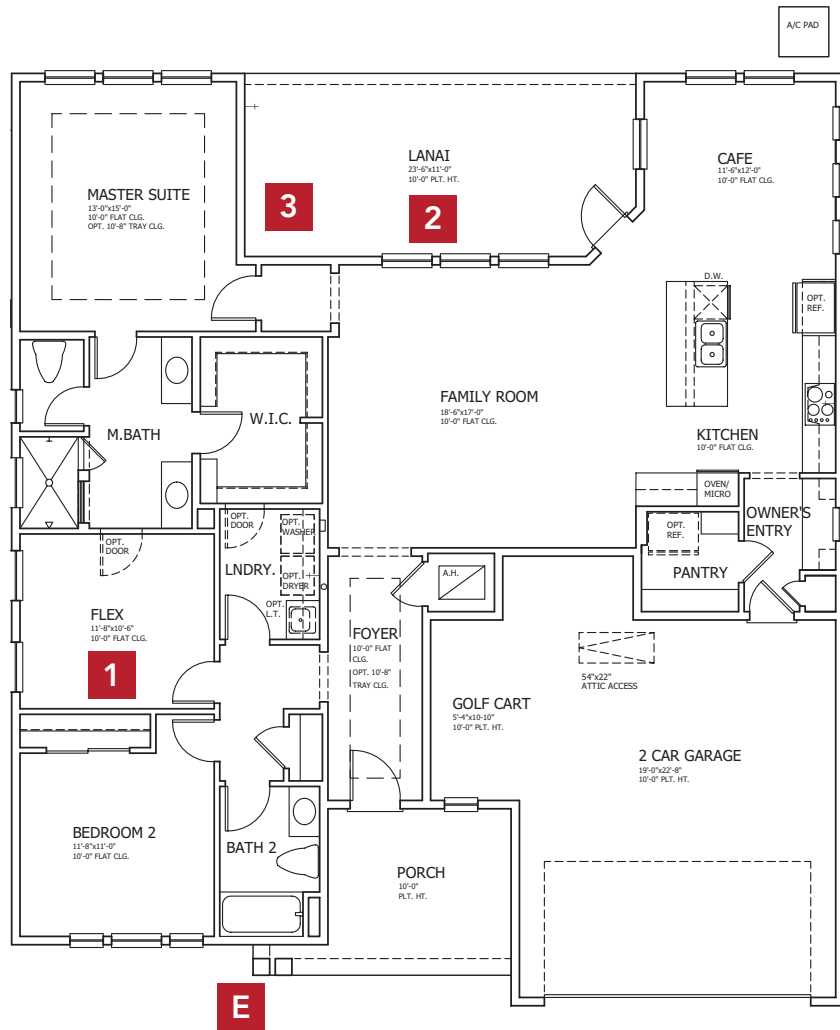 A/C PAD
LANAI
23'-6"x11'-0"
10'-0" PLT. HT.
CAFE
11'-6"x12'-0"
10'-0" FLAT CLG.
MASTER SUITE
13'-0"x15'-0"
10'-0" FLAT CLG.
OPT. 10'-8" TRAY CLG.
3
2
D.W.
OPT.
REF.
FAMILY ROOM
18'-6"x17'-0"
10'-0" FLAT CLG.
W.I.C.
M.BATH
KITCHEN
10'-0" FLAT CLG.
OVEN/
MICRO
OWNER'S
ENTRY
OPT.
REF.
PANTRY
OPT.
DOOR
OPT.
WASHER
OPT.
DOOR
LNDRY.
OPT.
DRYER
OPT.
L.T.
A.H.
FLEX
11'-8"x10'-6"
10'-0" FLAT CLG.
1
FOYER
10'-0" FLAT
CLG.
OPT. 10'-8"
TRAY CLG.
54"x22"
ATTIC ACCESS
GOLF CART
5'-4"x10-10"
10'-0" PLT. HT.
2 CAR GARAGE
19'-0"x22'-8"
10'-0" PLT. HT.
BEDROOM 2
11'-8"x11'-0"
10'-0" FLAT CLG.
BATH 2
PORCH
10'-0"
PLT. HT.
E